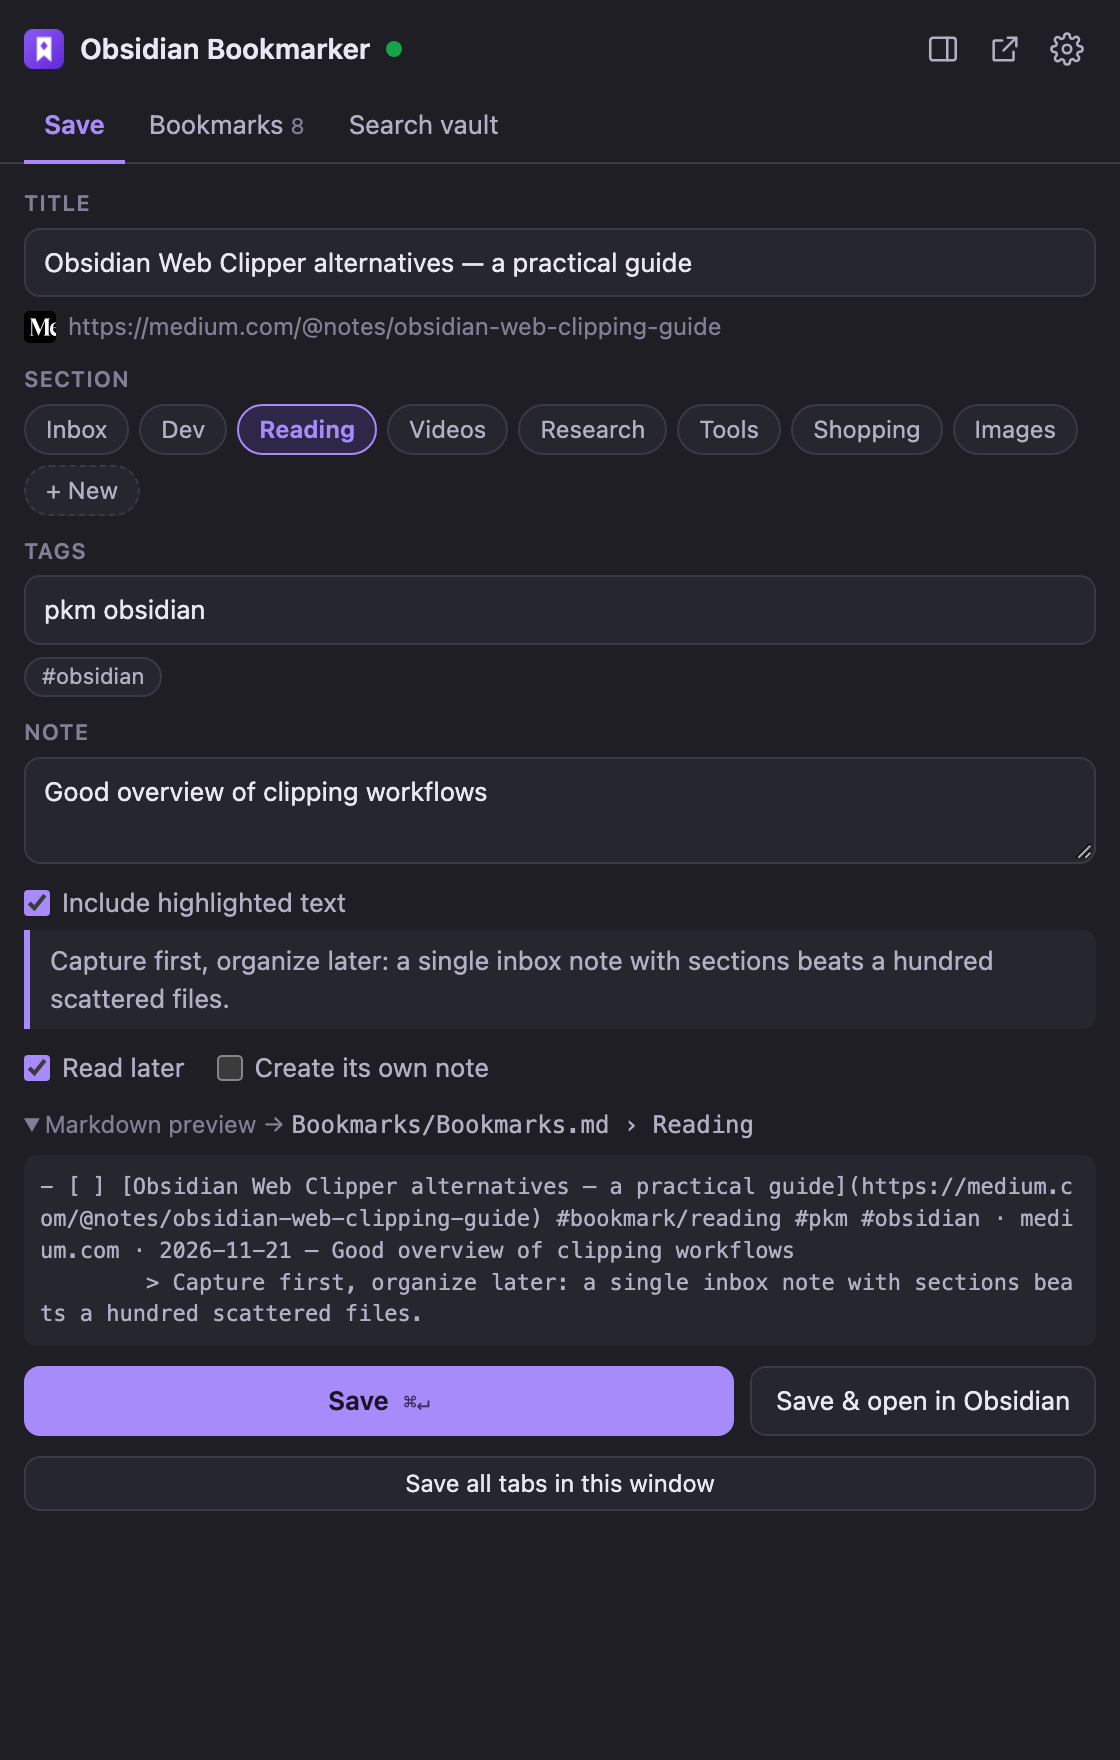 Obsidian Bookmarker
Save Bookmarks 8 Search vault
TITLE
Obsidian Web Clipper alternatives — a practical guide
Me https://medium.com/@notes/obsidian-web-clipping-guide
SECTION
Inbox Dev Reading Videos Research Tools Shopping Images
+ New
TAGS
pkm obsidian
#obsidian
NOTE
Good overview of clipping workflows
Include highlighted text
Capture first, organize later: a single inbox note with sections beats a hundred
scattered files.
Read later Create its own note
▼ Markdown preview → Bookmarks/Bookmarks.md › Reading
- [ ] [Obsidian Web Clipper alternatives — a practical guide](https://medium.c
om/@notes/obsidian-web-clipping-guide) #bookmark/reading #pkm #obsidian · medi
um.com · 2026-11-21 — Good overview of clipping workflows
> Capture first, organize later: a single inbox note with sections bea
ts a hundred scattered files.
Save ⌘↵ Save & open in Obsidian
Save all tabs in this window